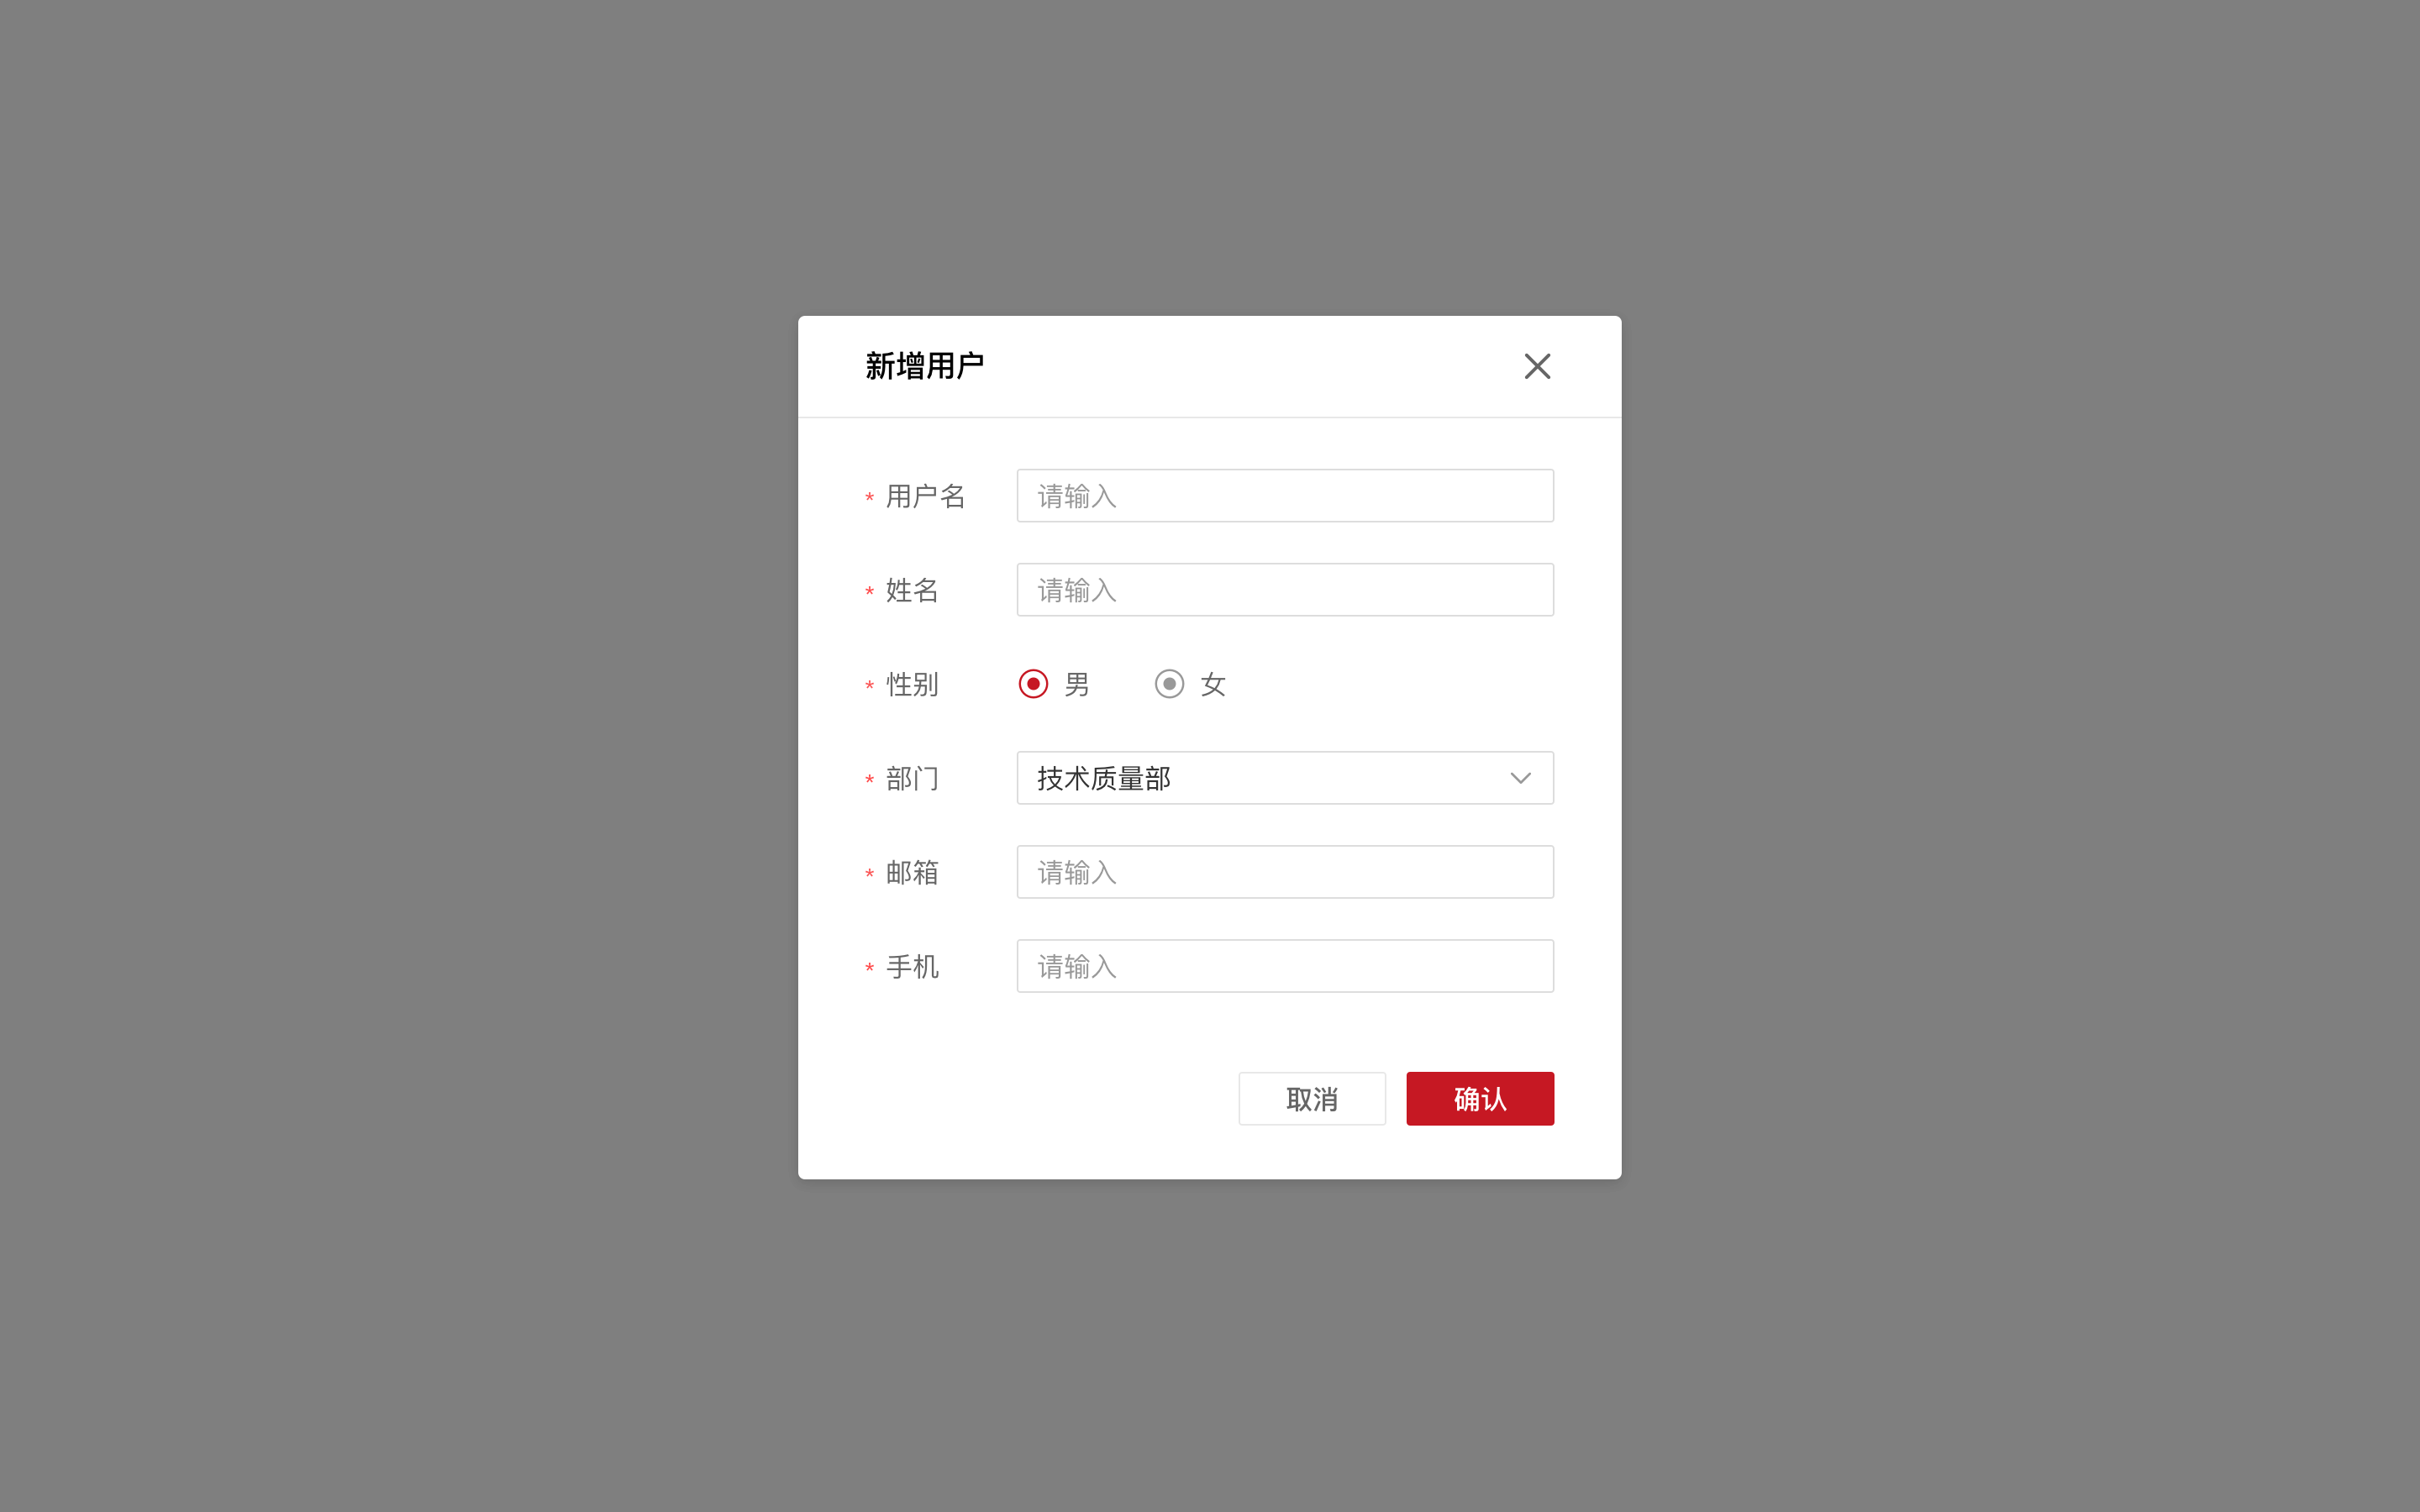 新增用户
* 用户名 请输入
* 姓名 请输入
* 性别 男 女
* 部门 技术质量部
* 邮箱 请输入
* 手机 请输入
取消 确认